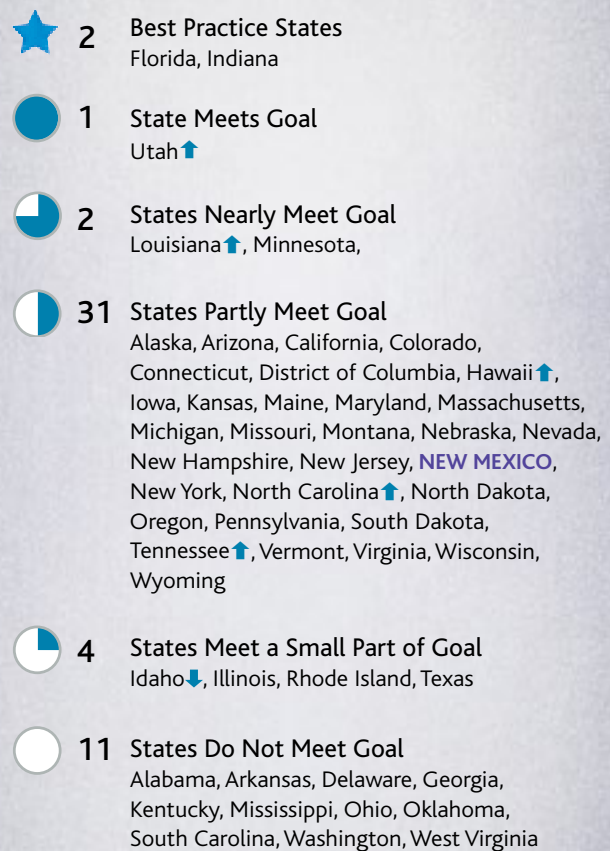 2 Best Practice States
Florida, Indiana
1 State Meets Goal
Utah⬆
2 States Nearly Meet Goal
Louisiana⬆, Minnesota,
31 States Partly Meet Goal
Alaska, Arizona, California, Colorado,
Connecticut, District of Columbia, Hawaii⬆,
Iowa, Kansas, Maine, Maryland, Massachusetts,
Michigan, Missouri, Montana, Nebraska, Nevada,
New Hampshire, New Jersey, NEW MEXICO,
New York, North Carolina⬆, North Dakota,
Oregon, Pennsylvania, South Dakota,
Tennessee⬆, Vermont, Virginia, Wisconsin,
Wyoming
4 States Meet a Small Part of Goal
Idaho⬇, Illinois, Rhode Island, Texas
11 States Do Not Meet Goal
Alabama, Arkansas, Delaware, Georgia,
Kentucky, Mississippi, Ohio, Oklahoma,
South Carolina, Washington, West Virginia